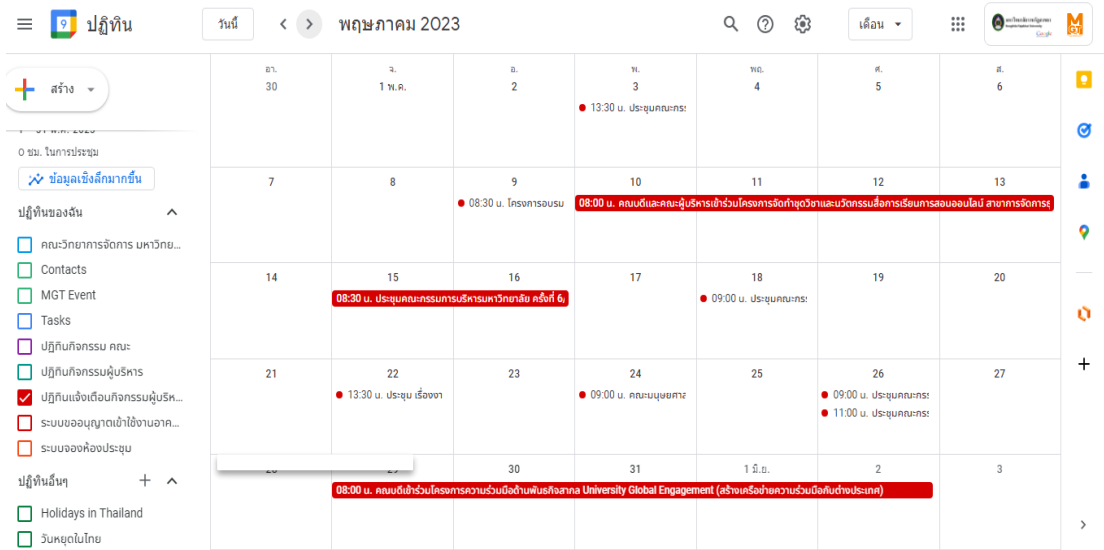 ปฏิทิน
วันนี้
พฤษภาคม 2023
เดือน
Google
สร้าง
0 ชม. ในการประชุม
ข้อมูลเชิงลึกมากขึ้น
ปฏิทินของฉัน
คณะวิทยาการจัดการ มหาวิทย...
Contacts
MGT Event
Tasks
ปฏิทินกิจกรรม คณะ
ปฏิทินกิจกรรมผู้บริหาร
ปฏิทินแจ้งเตือนกิจกรรมผู้บริห...
ระบบขออนุญาตเข้าใช้งานอาค...
ระบบจองห้องประชุม
ปฏิทินอื่นๆ
Holidays in Thailand
วันหยุดในไทย
อา. จ. อ. พ. พฤ. ศ. ส.
30 1 พ.ค. 2 3 4 5 6
13:30 น. ประชุมคณะกร
7 8 9 10 11 12 13
08:30 น. โครงการอบรม
08:00 น. คณบดีและคณะผู้บริหารเข้าร่วมโครงการจัดทำชุดวิชาและนวัตกรรมสื่อการเรียนการสอนออนไลน์ สาขาการจัดการธุ
14 15 16 17 18 19 20
08:30 น. ประชุมคณะกรรมการบริหารมหาวิทยาลัย ครั้งที่ 6/
09:00 น. ประชุมคณะกร
21 22 23 24 25 26 27
13:30 น. ประชุม เรื่องงา
09:00 น. คณะมนุษยศาส
09:00 น. ประชุมคณะกร
11:00 น. ประชุมคณะกร
30 31 1 มิ.ย. 2 3
08:00 น. คณบดีเข้าร่วมโครงการความร่วมมือด้านพันธกิจสากล University Global Engagement (สร้างเครือข่ายความร่วมมือกับต่างประเทศ)